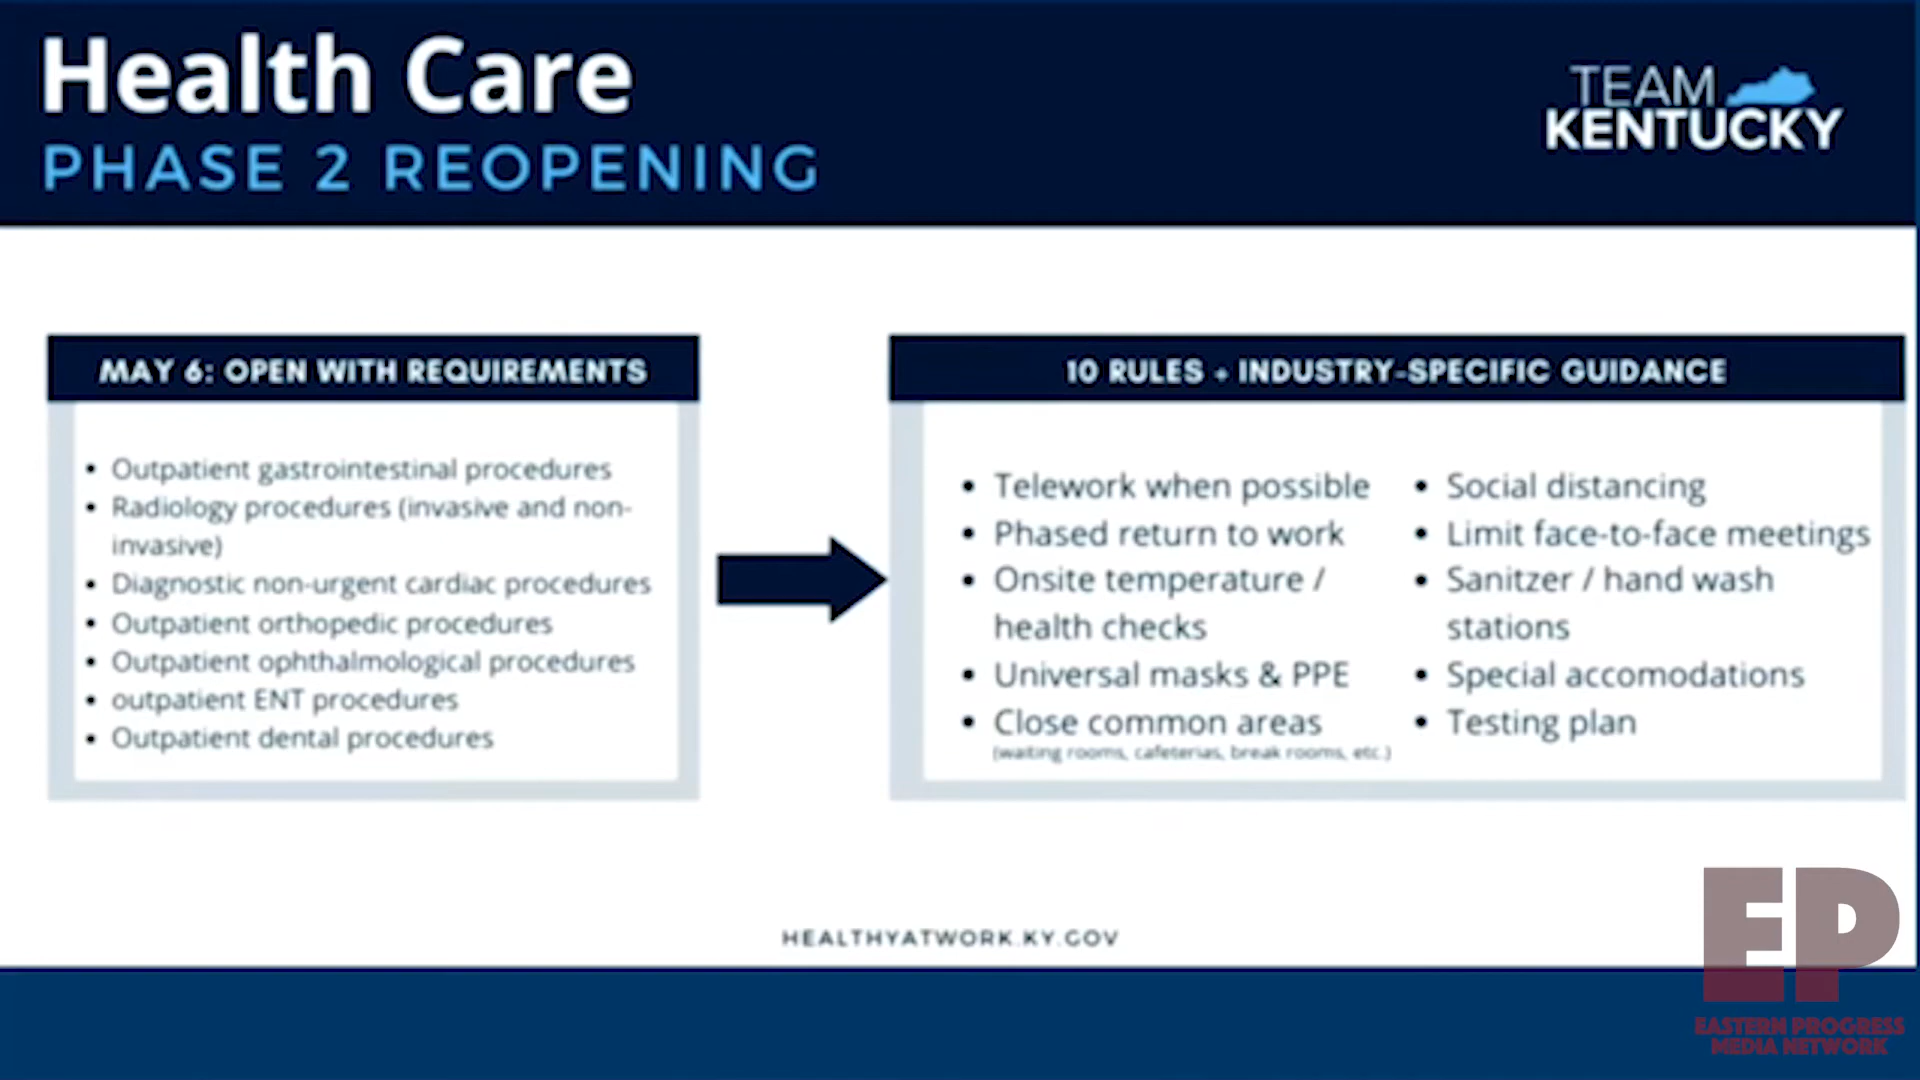 Health Care
PHASE 2 REOPENING
TEAM
KENTUCKY
MAY 6: OPEN WITH REQUIREMENTS
• Outpatient gastrointestinal procedures
• Radiology procedures (invasive and non-
invasive)
• Diagnostic non-urgent cardiac procedures
• Outpatient orthopedic procedures
• Outpatient ophthalmological procedures
• outpatient ENT procedures
• Outpatient dental procedures
10 RULES + INDUSTRY-SPECIFIC GUIDANCE
• Telework when possible
• Phased return to work
• Onsite temperature /
health checks
• Universal masks & PPE
• Close common areas
(waiting rooms, cafeterias, break rooms, etc.)
• Social distancing
• Limit face-to-face meetings
• Sanitzer / hand wash
stations
• Special accomodations
• Testing plan
HEALTHYATWORK.KY.GOV
EP
EASTERN PROGRESS
MEDIA NETWORK